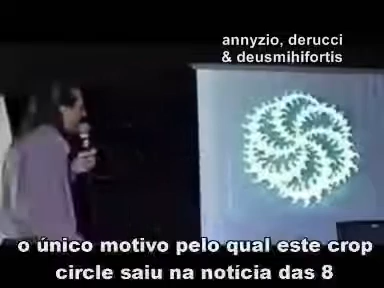 annyzio, derucci
& deusmihifortis
o único motivo pelo qual este crop
circle saiu na notícia das 8